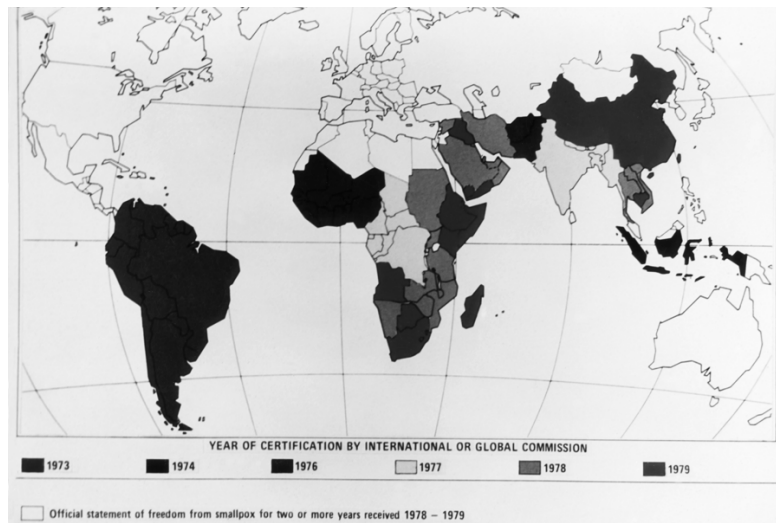 YEAR OF CERTIFICATION BY INTERNATIONAL OR GLOBAL COMMISSION
1973 1974 1976 1977 1978 1979
Official statement of freedom from smallpox for two or more years received 1978 – 1979